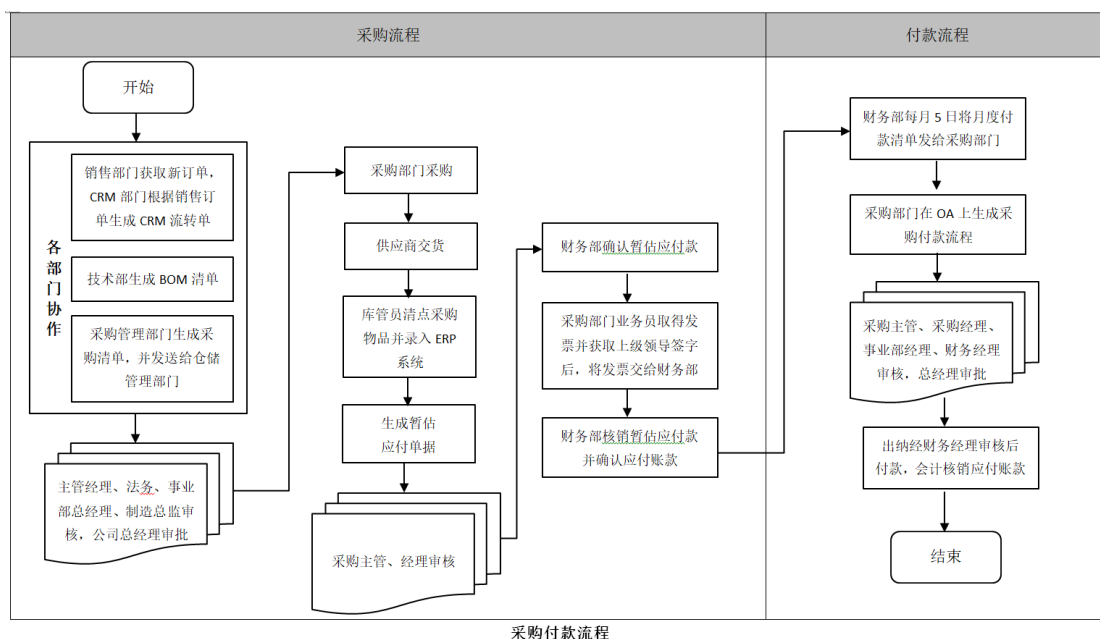 采购流程
付款流程
开始
各部门协作
销售部门获取新订单，
CRM 部门根据销售订
单生成 CRM 流转单
技术部生成 BOM 清单
采购管理部门生成采
购清单，并发送给仓储
管理部门
主管经理、法务、事业
部总经理、制造总监审
核，公司总经理审批
采购部门采购
供应商交货
库管员清点采购
物品并录入 ERP
系统
生成暂估
应付单据
采购主管、经理审核
财务部确认暂估应付款
采购部门业务员取得发
票并获取上级领导签字
后，将发票交给财务部
财务部核销暂估应付款
并确认应付账款
财务部每月 5 日将月度付
款清单发给采购部门
采购部门在 OA 上生成采
购付款流程
采购主管、采购经理、
事业部经理、财务经理
审核，总经理审批
出纳经财务经理审核后
付款，会计核销应付账款
结束
采购付款流程